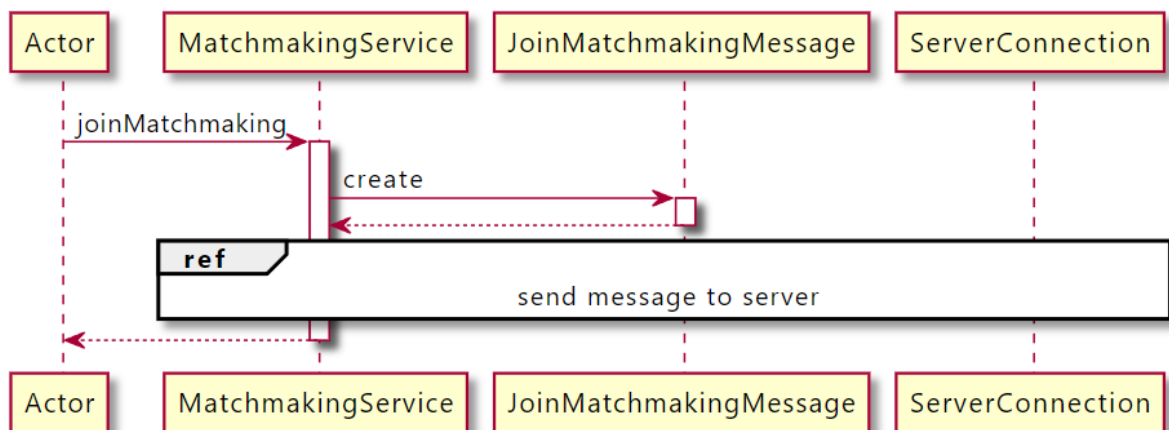 Actor
MatchmakingService
JoinMatchmakingMessage
ServerConnection
joinMatchmaking
create
ref
send message to server
Actor
MatchmakingService
JoinMatchmakingMessage
ServerConnection